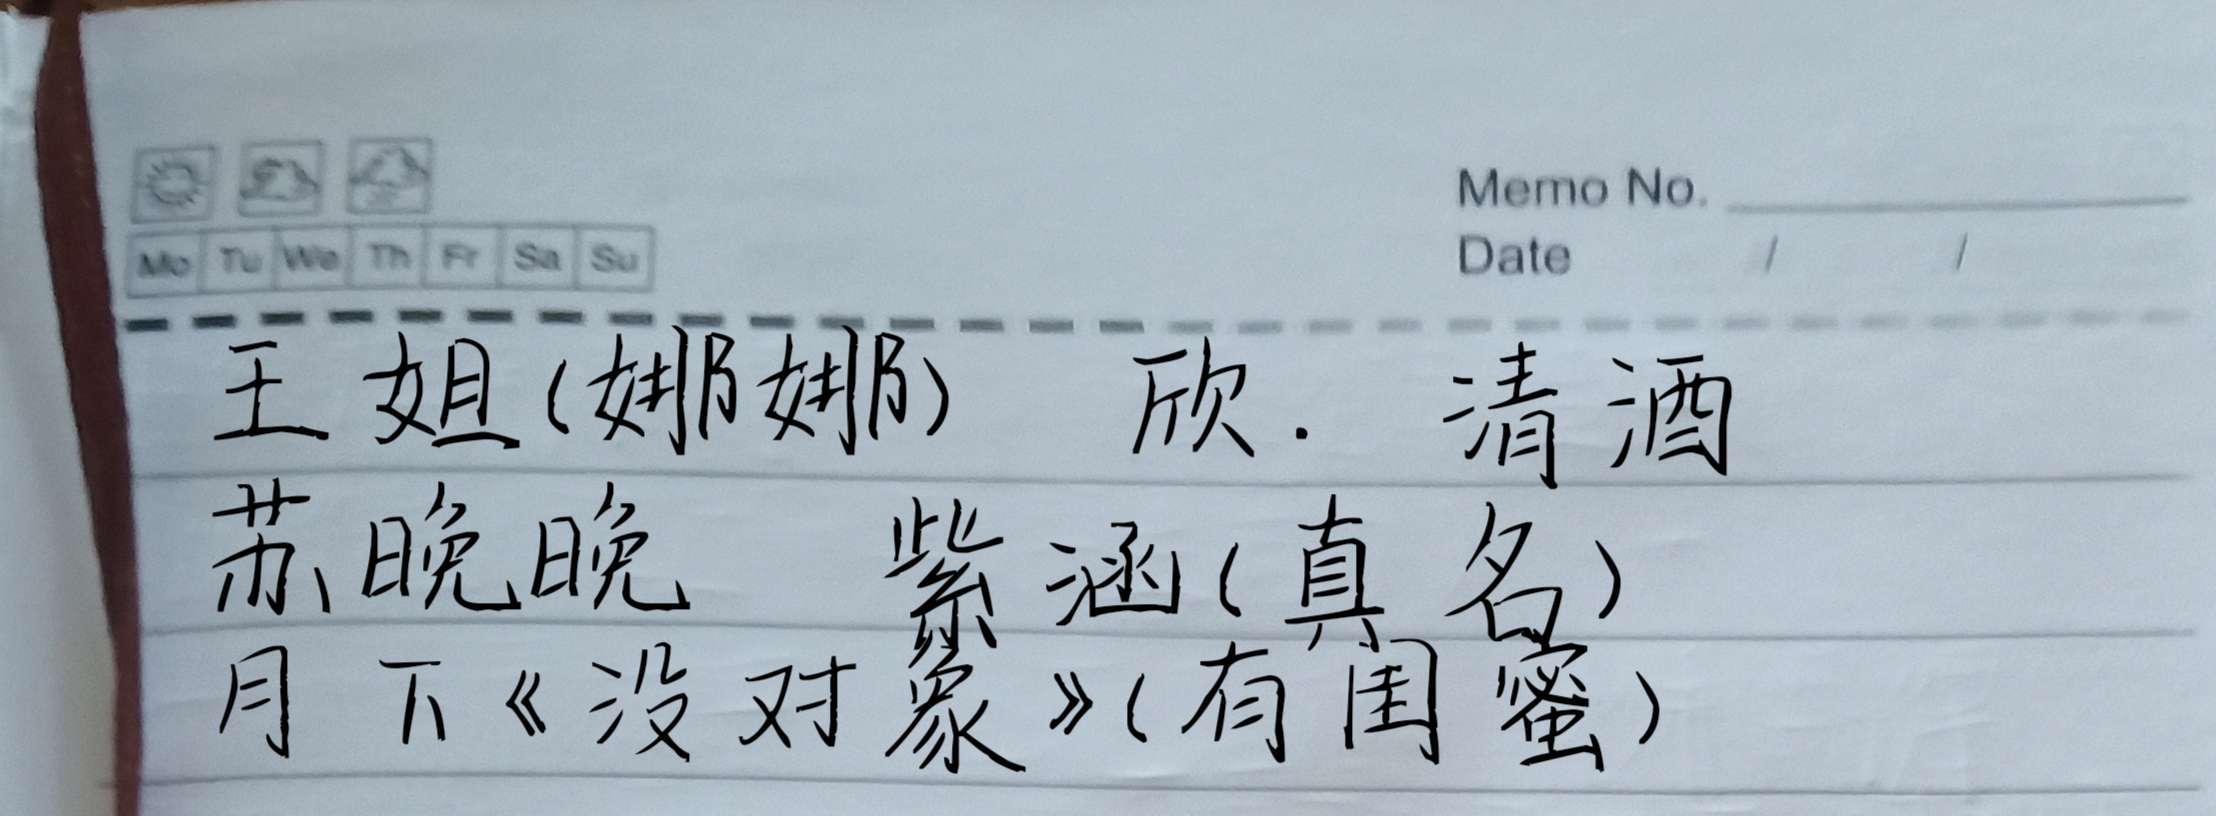 Memo No.
Mo Tu We Th Fr Sa Su
Date / /
王姐(娜娜) 欣. 清酒
苏晚晚 紫涵(真名)
月下《没对象》(有闺蜜)